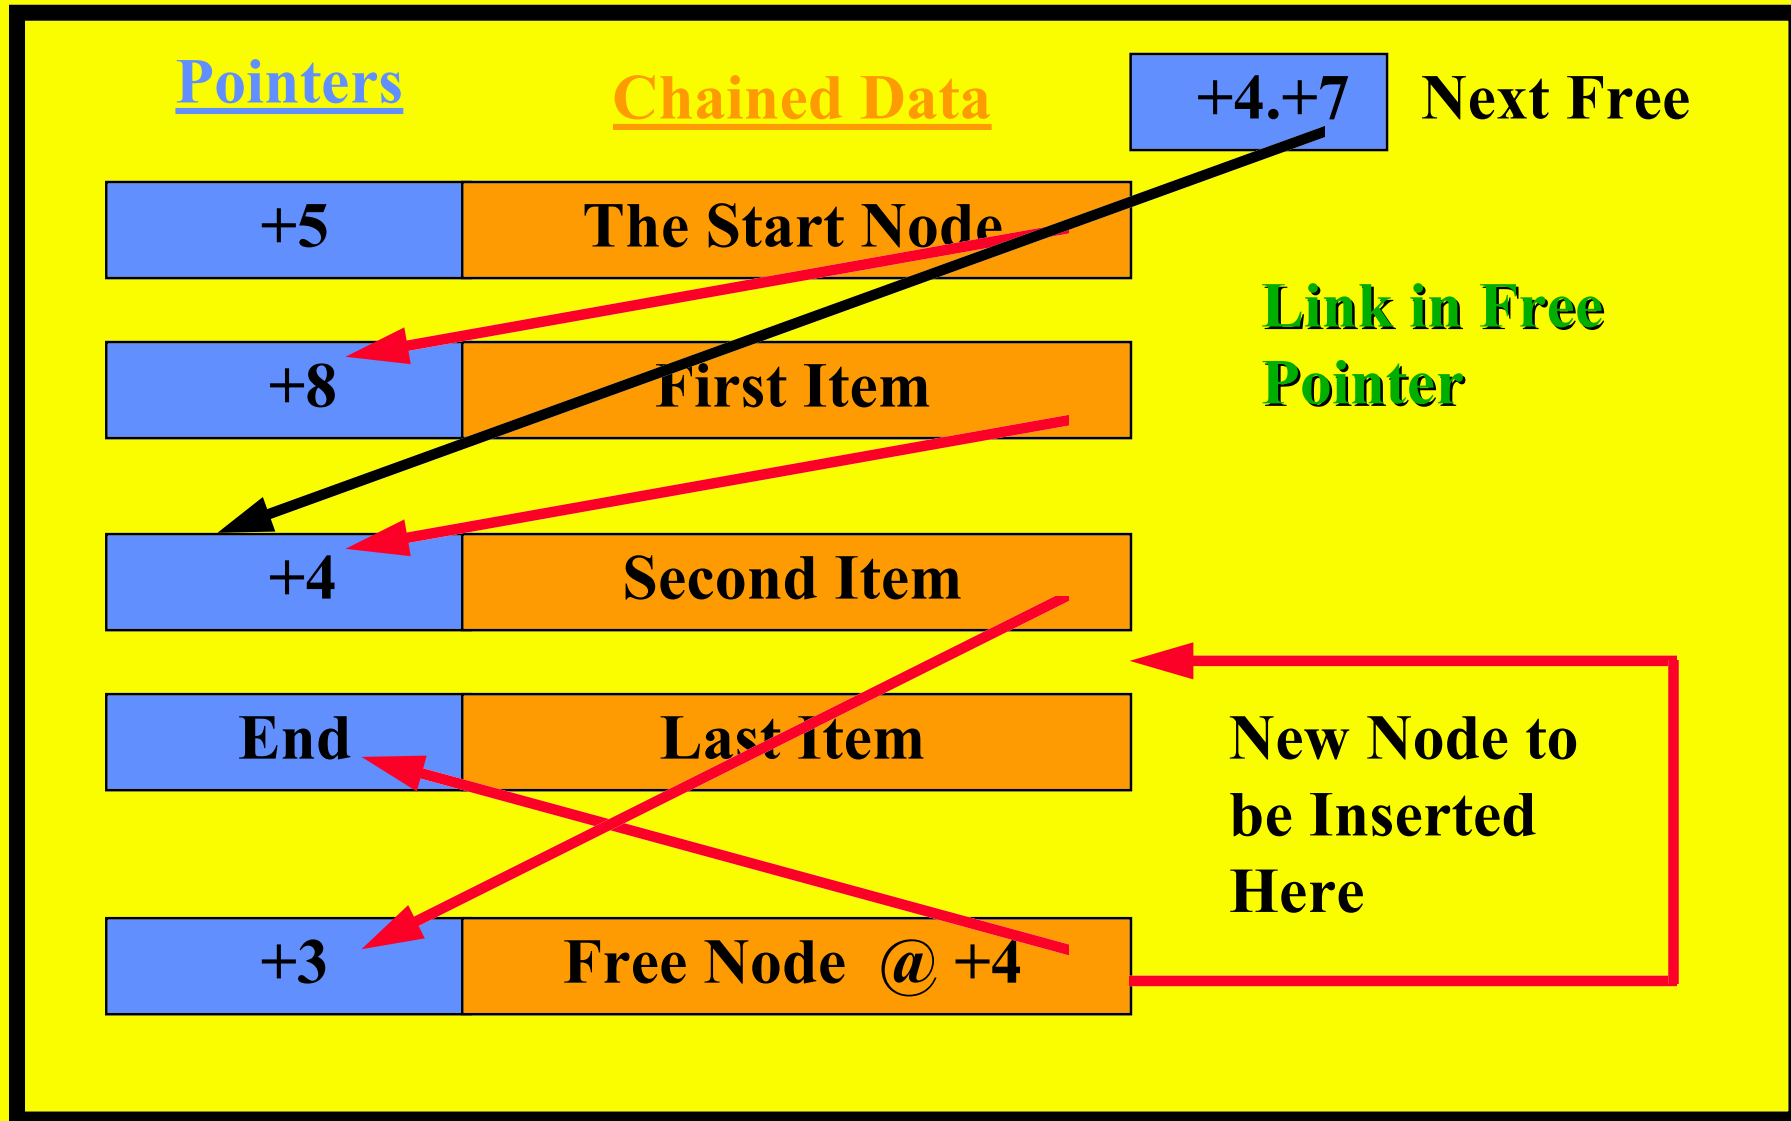 Pointers
Chained Data
+4.+7
Next Free
+5
The Start Node
Link in Free
Pointer
+8
First Item
+4
Second Item
End
Last Item
New Node to
be Inserted
Here
+3
Free Node @ +4